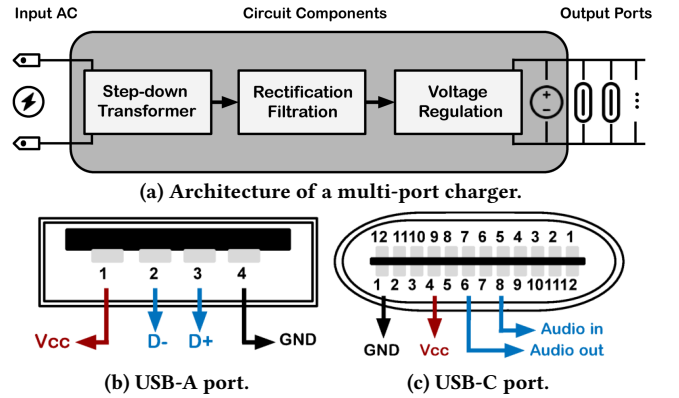 Input AC
Circuit Components
Output Ports
Step-down
Transformer
Rectification
Filtration
Voltage
Regulation
(a) Architecture of a multi-port charger.
1 2 3 4
Vcc D- D+ GND
(b) USB-A port.
12 11 10 9 8 7 6 5 4 3 2 1
1 2 3 4 5 6 7 8 9 10 11 12
Audio in
GND Vcc Audio out
(c) USB-C port.